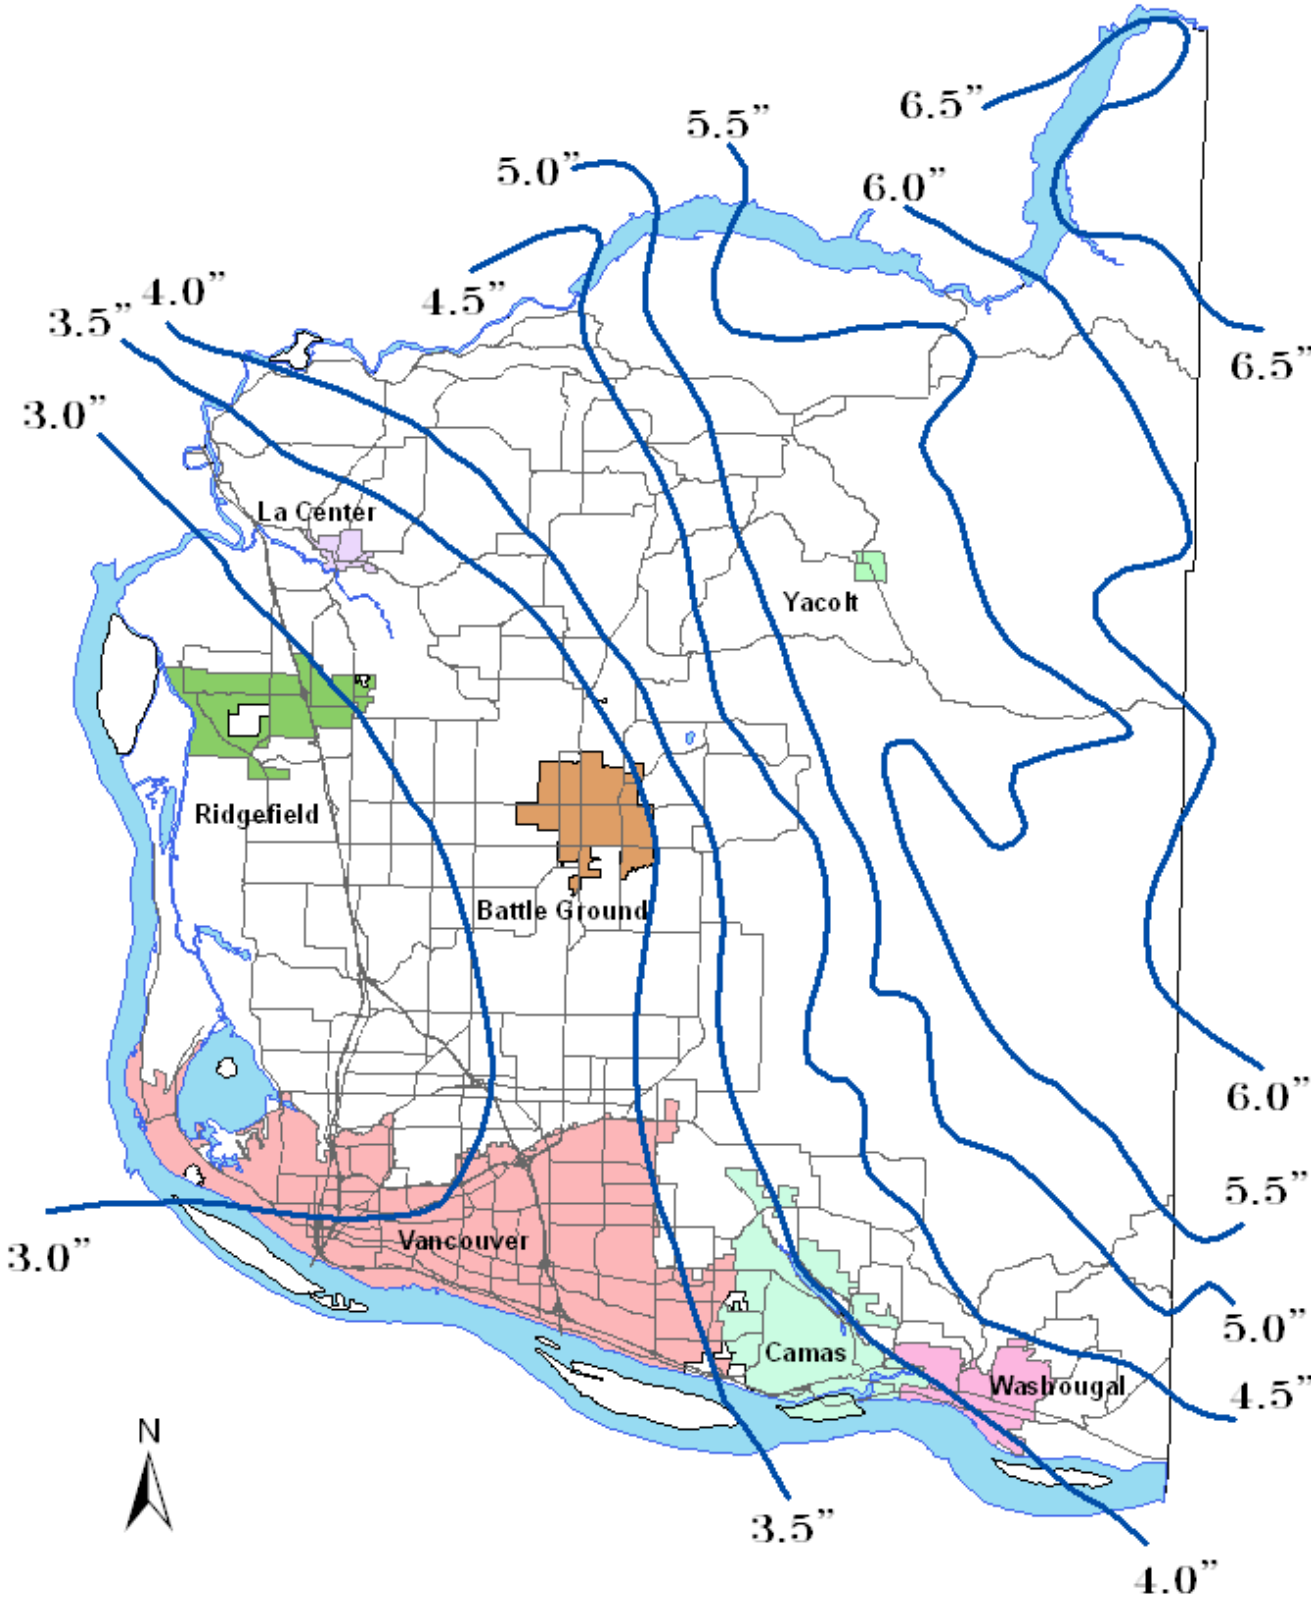 6.5”
5.5”
5.0”
6.0”
4.0”
4.5”
3.5”
6.5”
3.0”
La Center
Yacolt
Ridgefield
Battle Ground
6.0”
5.5”
Vancouver
3.0”
5.0”
Camas
Washougal
4.5”
N
3.5”
4.0”